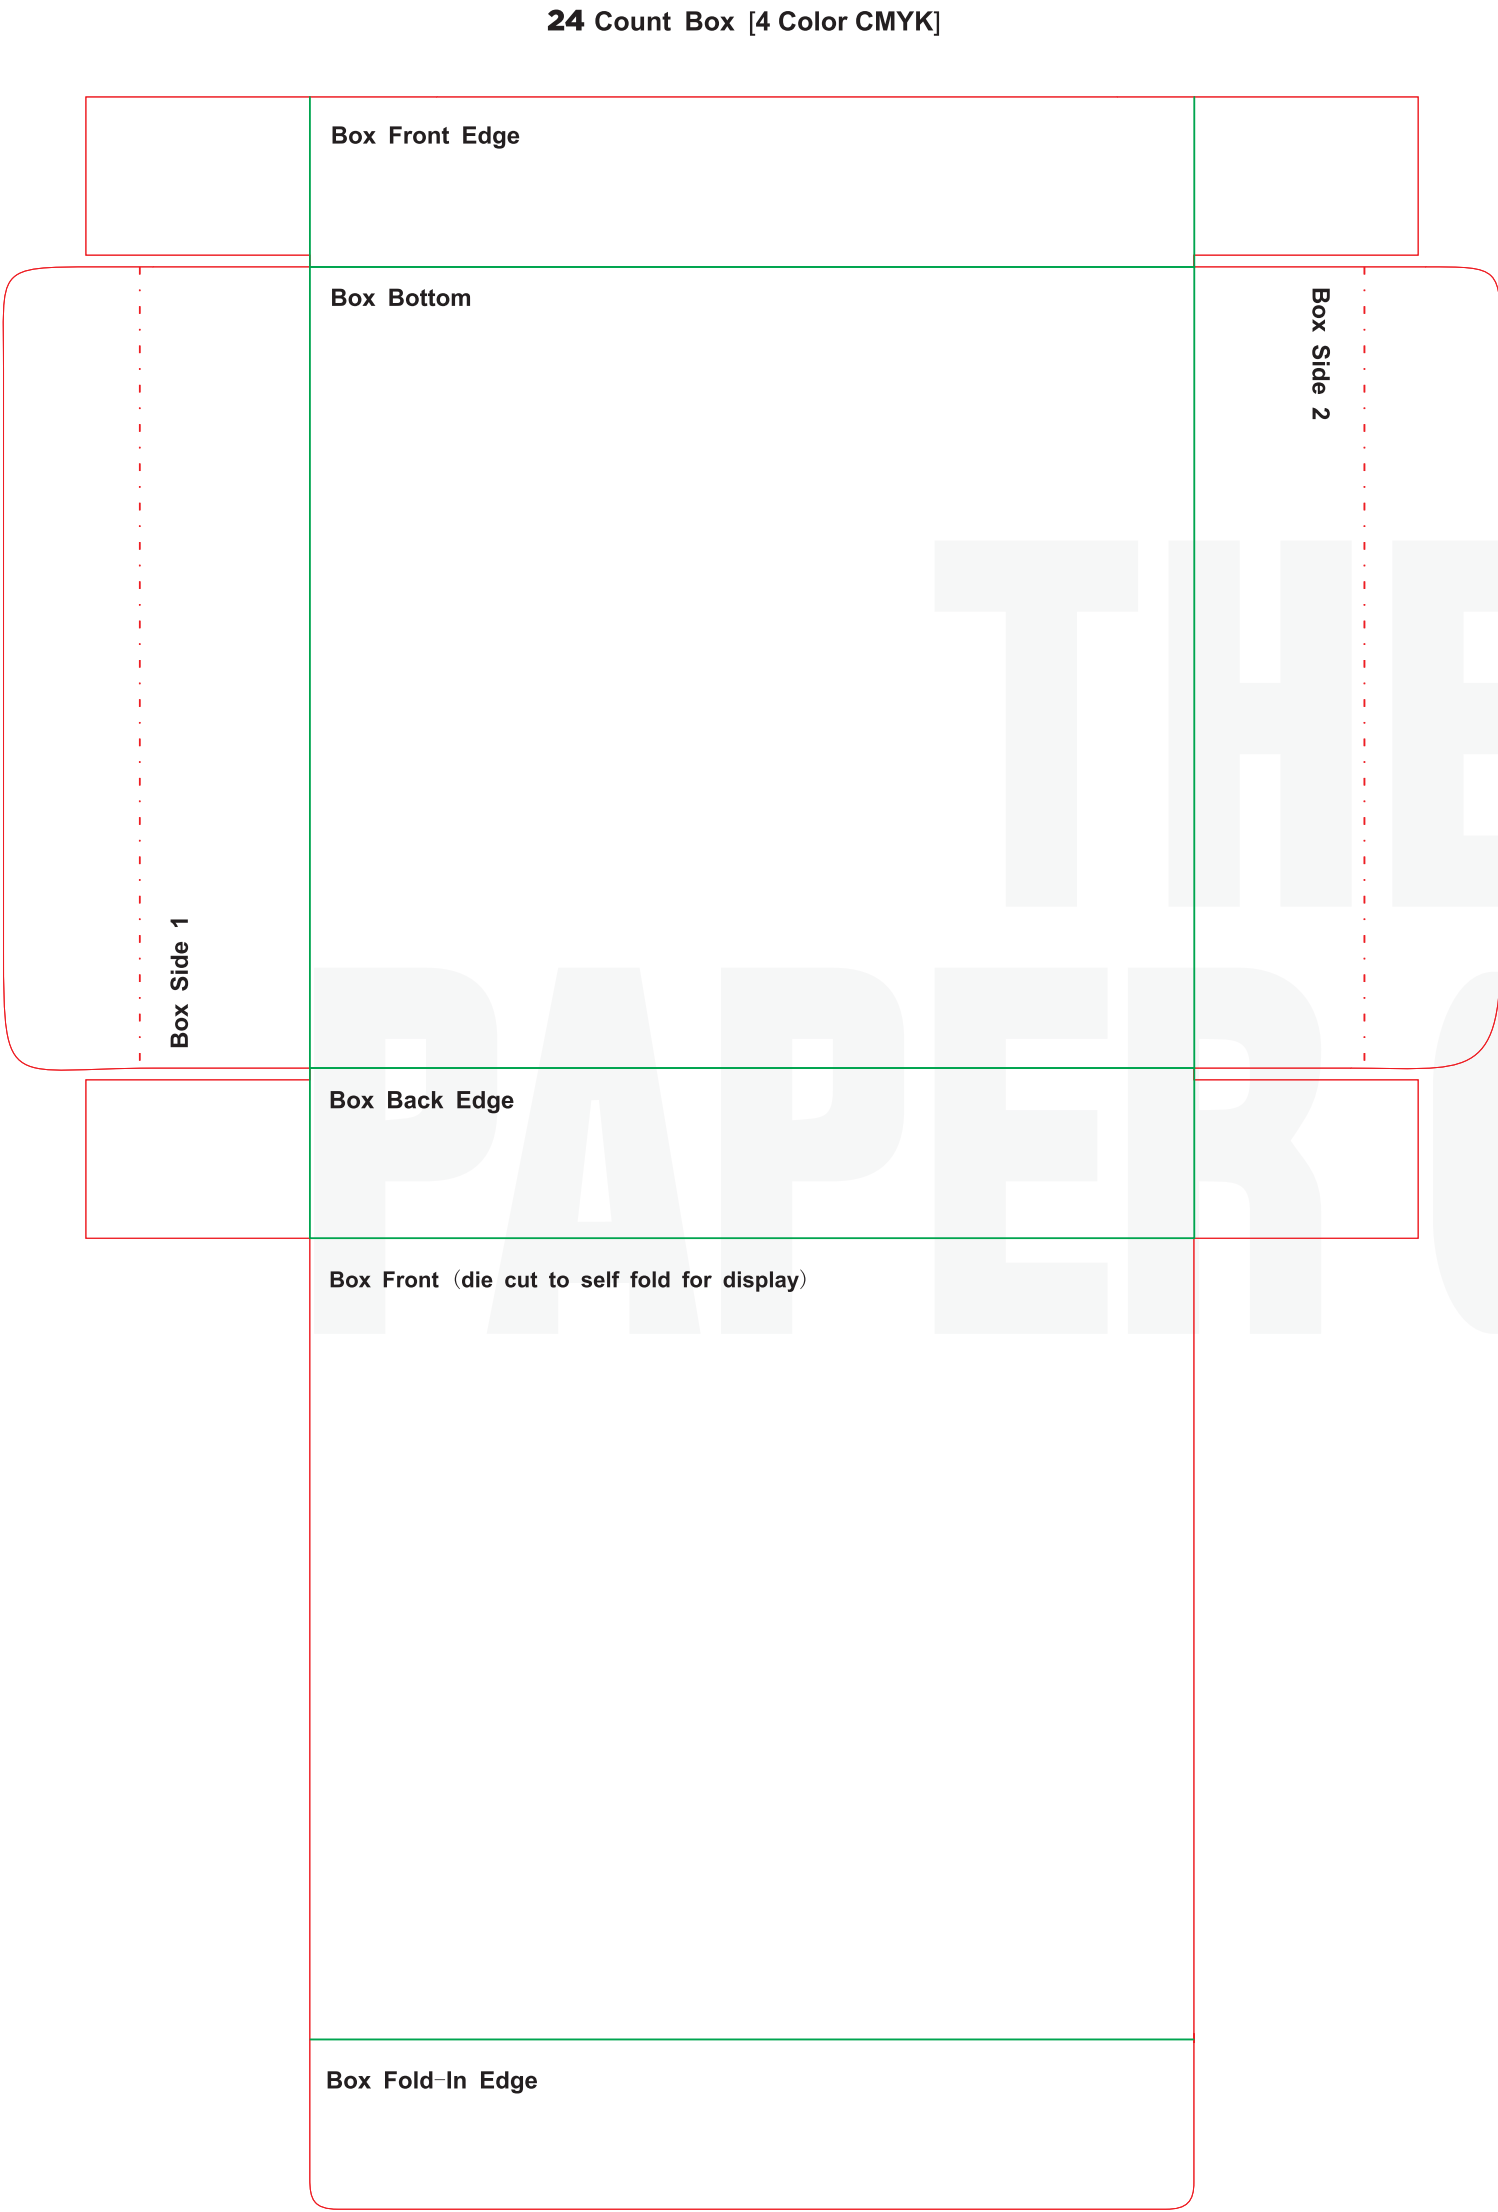 24 Count Box [4 Color CMYK]
Box Front Edge
Box Bottom
Box Side 2
THE
Box Side 1
PAPER
Box Back Edge
Box Front (die cut to self fold for display)
Box Fold-In Edge